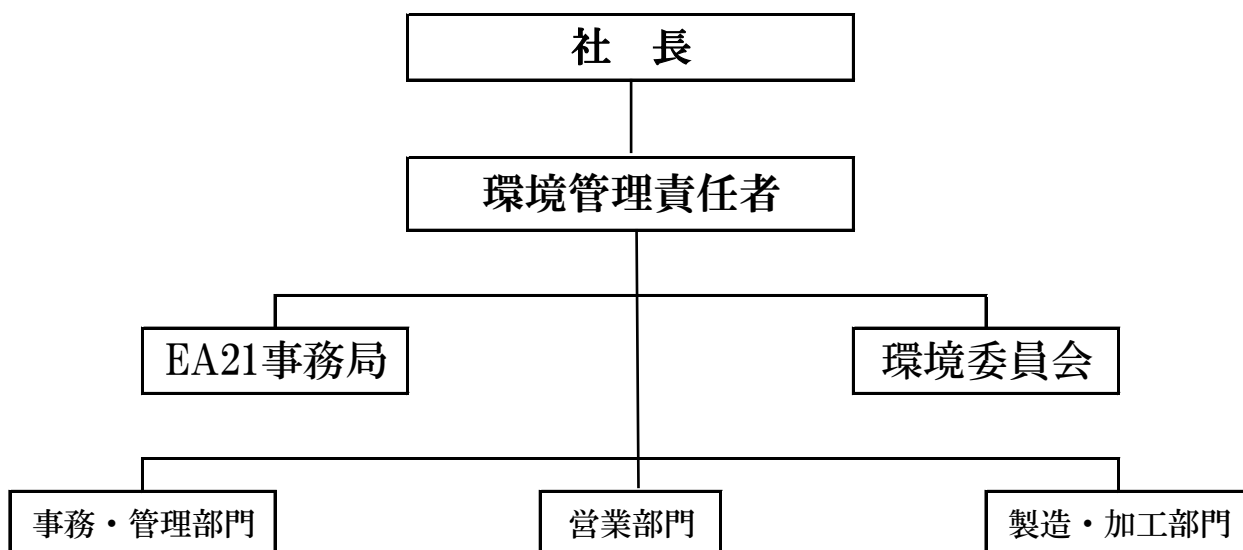 社　長
環境管理責任者
EA21事務局
環境委員会
事務・管理部門
営業部門
製造・加工部門